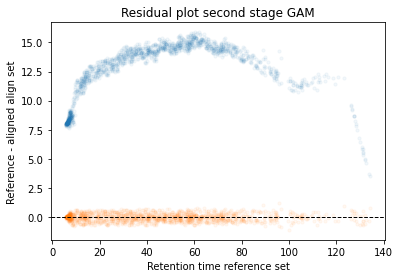 Residual plot second stage GAM
Reference - aligned align set
15.0
12.5
10.0
7.5
5.0
2.5
0.0
0 20 40 60 80 100 120 140
Retention time reference set